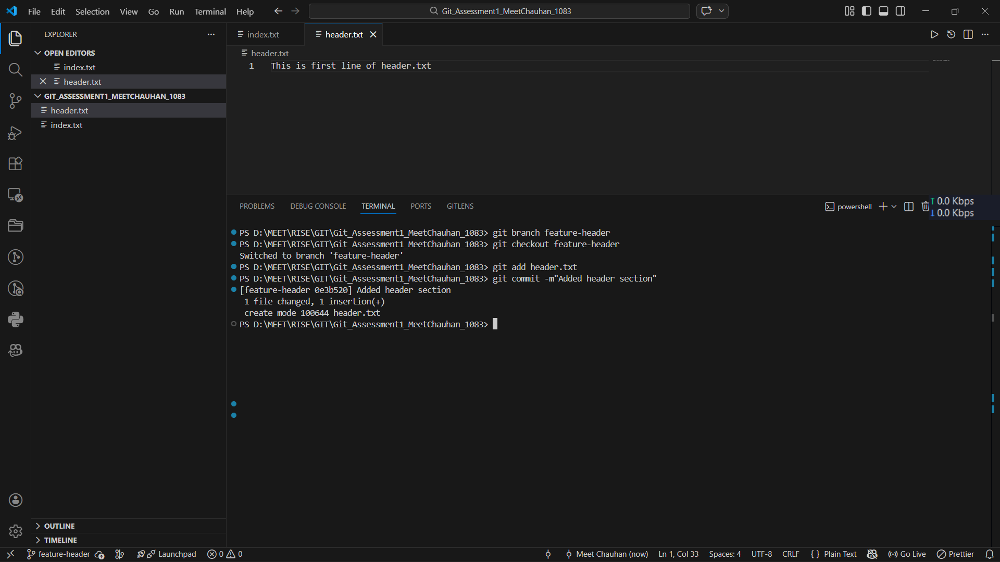 File Edit Selection View Go Run Terminal Help
Git_Assessment1_MeetChauhan_1083
EXPLORER
OPEN EDITORS
index.txt
header.txt
GIT_ASSESSMENT1_MEETCHAUHAN_1083
header.txt
index.txt
OUTLINE
TIMELINE
index.txt header.txt
header.txt
1 This is first line of header.txt
PROBLEMS DEBUG CONSOLE TERMINAL PORTS GITLENS
powershell
0.0 Kbps
0.0 Kbps
PS D:\MEET\RISE\GIT\Git_Assessment1_MeetChauhan_1083> git branch feature-header
PS D:\MEET\RISE\GIT\Git_Assessment1_MeetChauhan_1083> git checkout feature-header
Switched to branch 'feature-header'
PS D:\MEET\RISE\GIT\Git_Assessment1_MeetChauhan_1083> git add header.txt
PS D:\MEET\RISE\GIT\Git_Assessment1_MeetChauhan_1083> git commit -m"Added header section"
[feature-header 0e3b520] Added header section
1 file changed, 1 insertion(+)
create mode 100644 header.txt
PS D:\MEET\RISE\GIT\Git_Assessment1_MeetChauhan_1083>
feature-header Launchpad 0 0 Meet Chauhan (now) Ln 1, Col 33 Spaces: 4 UTF-8 CRLF {} Plain Text Go Live Prettier